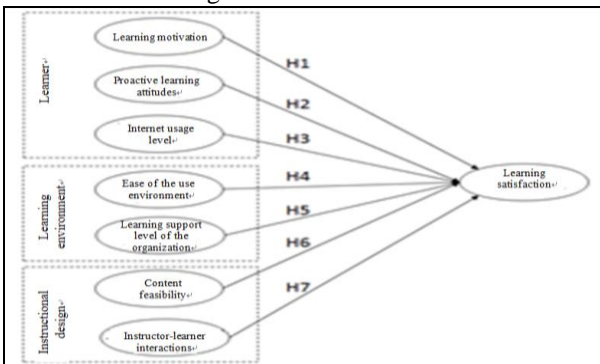 Learner
Learning motivation
Proactive learning
attitudes
Internet usage
level
H1
H2
H3
Learning
environment
Ease of the use
environment
Learning support
level of the
organization
H4
H5
Learning
satisfaction
Instructional
design
Content
feasibility
Instructor-learner
interactions
H6
H7